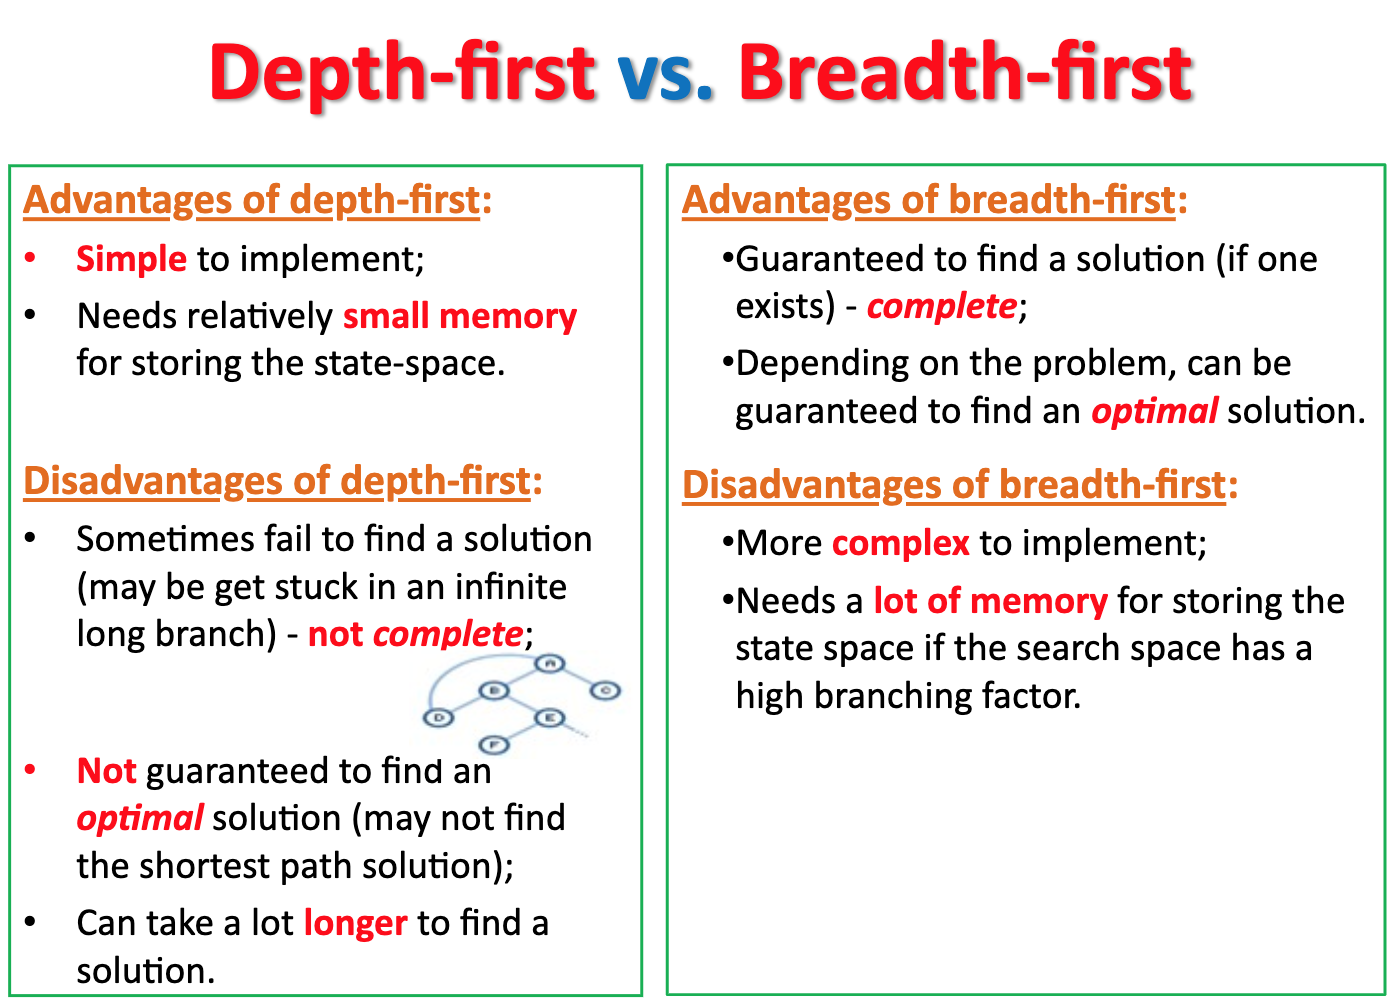 Depth-first vs. Breadth-first
Advantages of depth-first:
• Simple to implement;
• Needs relatively small memory
for storing the state-space.
Disadvantages of depth-first:
• Sometimes fail to find a solution
(may be get stuck in an infinite
long branch) - not complete;
A
B
C
D
E
F
• Not guaranteed to find an
optimal solution (may not find
the shortest path solution);
• Can take a lot longer to find a
solution.
Advantages of breadth-first:
•Guaranteed to find a solution (if one
exists) - complete;
•Depending on the problem, can be
guaranteed to find an optimal solution.
Disadvantages of breadth-first:
•More complex to implement;
•Needs a lot of memory for storing the
state space if the search space has a
high branching factor.